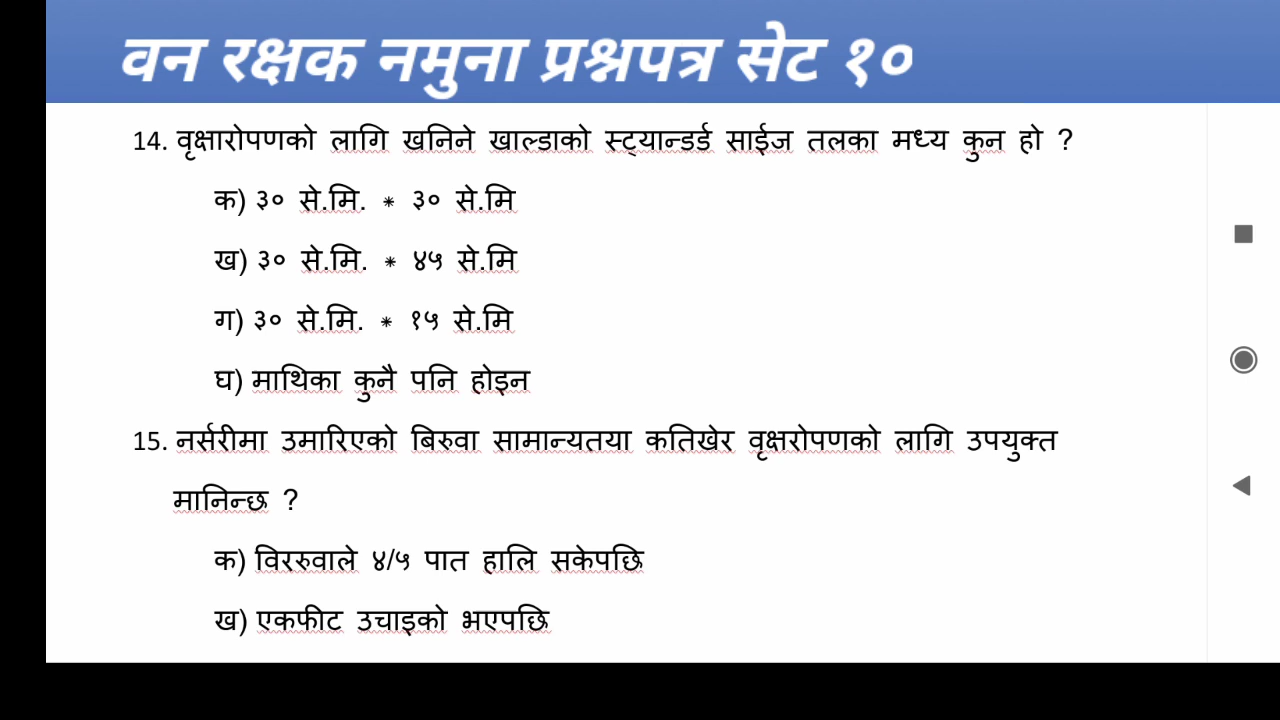 वन रक्षक नमुना प्रश्नपत्र सेट १०
14. वृक्षारोपणको लागि खनिने खाल्डाको स्ट्यान्डर्ड साईज तलका मध्य कुन हो ?
क) ३० से.मि. * ३० से.मि
ख) ३० से.मि. * ४५ से.मि
ग) ३० से.मि. * १५ से.मि
घ) माथिका कुनै पनि होइन
15. नर्सरीमा उमारिएको बिरुवा सामान्यतया कतिखेर वृक्षरोपणको लागि उपयुक्त
मानिन्छ ?
क) विररुवाले ४/५ पात हालि सकेपछि
ख) एकफीट उचाइको भएपछि